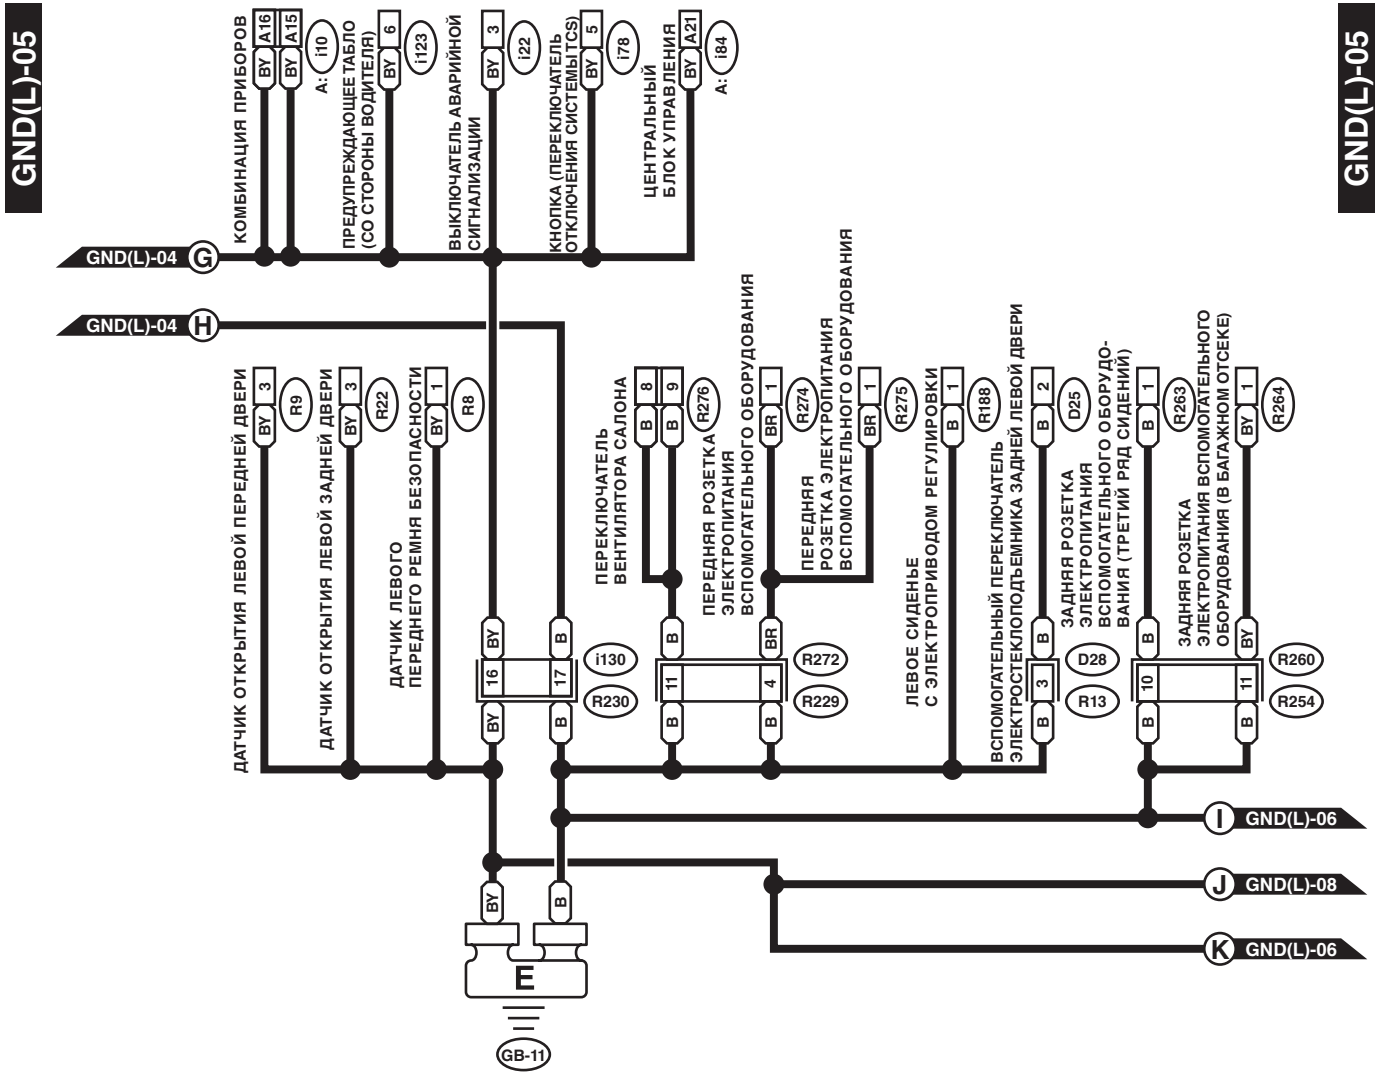 GND(L)-05
GND(L)-05
КОМБИНАЦИЯ ПРИБОРОВ
BY A16
BY A15
A: i10
ПРЕДУПРЕЖДАЮЩЕЕ ТАБЛО
(СО СТОРОНЫ ВОДИТЕЛЯ)
BY 6
i123
ВЫКЛЮЧАТЕЛЬ АВАРИЙНОЙ
СИГНАЛИЗАЦИИ
BY 3
i22
КНОПКА (ПЕРЕКЛЮЧАТЕЛЬ
ОТКЛЮЧЕНИЯ СИСТЕМЫ TCS)
BY 5
i78
ЦЕНТРАЛЬНЫЙ
БЛОК УПРАВЛЕНИЯ
BY A21
A: i84
GND(L)-04 G
GND(L)-04 H
ДАТЧИК ОТКРЫТИЯ ЛЕВОЙ ПЕРЕДНЕЙ ДВЕРИ
BY 3
R9
ДАТЧИК ОТКРЫТИЯ ЛЕВОЙ ЗАДНЕЙ ДВЕРИ
BY 3
R22
ДАТЧИК ЛЕВОГО
ПЕРЕДНЕГО РЕМНЯ БЕЗОПАСНОСТИ
BY 1
R8
ПЕРЕКЛЮЧАТЕЛЬ
ВЕНТИЛЯТОРА САЛОНА
B 8
B 9
R276
ПЕРЕДНЯЯ РОЗЕТКА
ЭЛЕКТРОПИТАНИЯ
ВСПОМОГАТЕЛЬНОГО ОБОРУДОВАНИЯ
BR 1
R274
ПЕРЕДНЯЯ
РОЗЕТКА ЭЛЕКТРОПИТАНИЯ
ВСПОМОГАТЕЛЬНОГО ОБОРУДОВАНИЯ
BR 1
R275
ЛЕВОЕ СИДЕНЬЕ
С ЭЛЕКТРОПРИВОДОМ РЕГУЛИРОВКИ
B 1
R188
ВСПОМОГАТЕЛЬНЫЙ ПЕРЕКЛЮЧАТЕЛЬ
ЭЛЕКТРОСТЕКЛОПОДЪЕМНИКА ЗАДНЕЙ ЛЕВОЙ ДВЕРИ
B 2
D25
ЗАДНЯЯ РОЗЕТКА
ЭЛЕКТРОПИТАНИЯ
ВСПОМОГАТЕЛЬНОГО ОБОРУДО-
ВАНИЯ (ТРЕТИЙ РЯД СИДЕНИЙ)
B 1
R263
ЗАДНЯЯ РОЗЕТКА
ЭЛЕКТРОПИТАНИЯ ВСПОМОГАТЕЛЬНОГО
ОБОРУДОВАНИЯ (В БАГАЖНОМ ОТСЕКЕ)
BY 1
R264
BY 16 BY
B 17 B
i130
R230
B 11 B
BR 4 B
R272
R229
B 3 B
D28
R13
B 10 B
BY 11 BY
R260
R254
I GND(L)-06
J GND(L)-08
K GND(L)-06
BY
B
E
GB-11